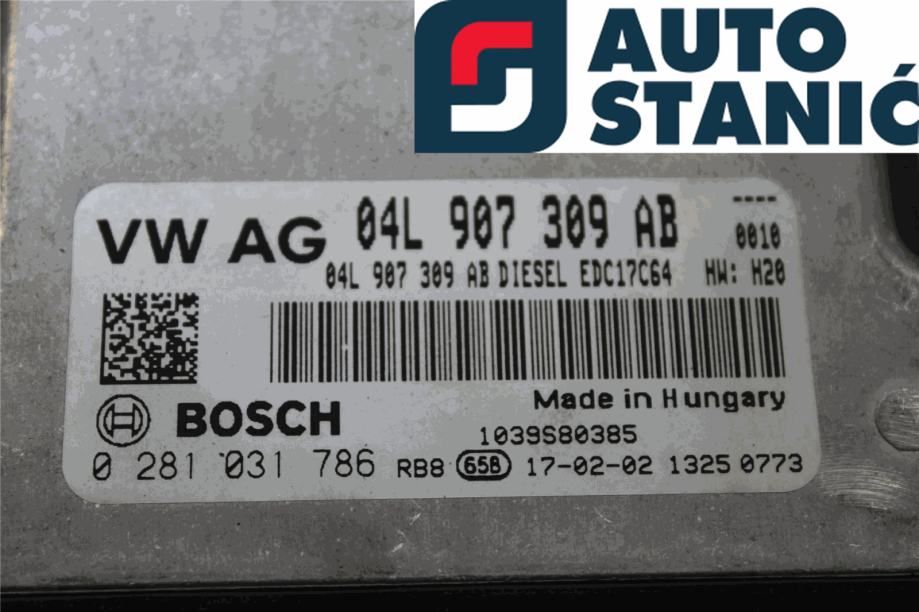 AUTO
STANIĆ
VW AG 04L 907 309 AB ----
0010
04L 907 309 AB DIESEL EDC17C64 HW: H20
Made in Hungary
BOSCH
1039S80385
0 281 031 786 RB8 65B 17-02-02 1325 0773